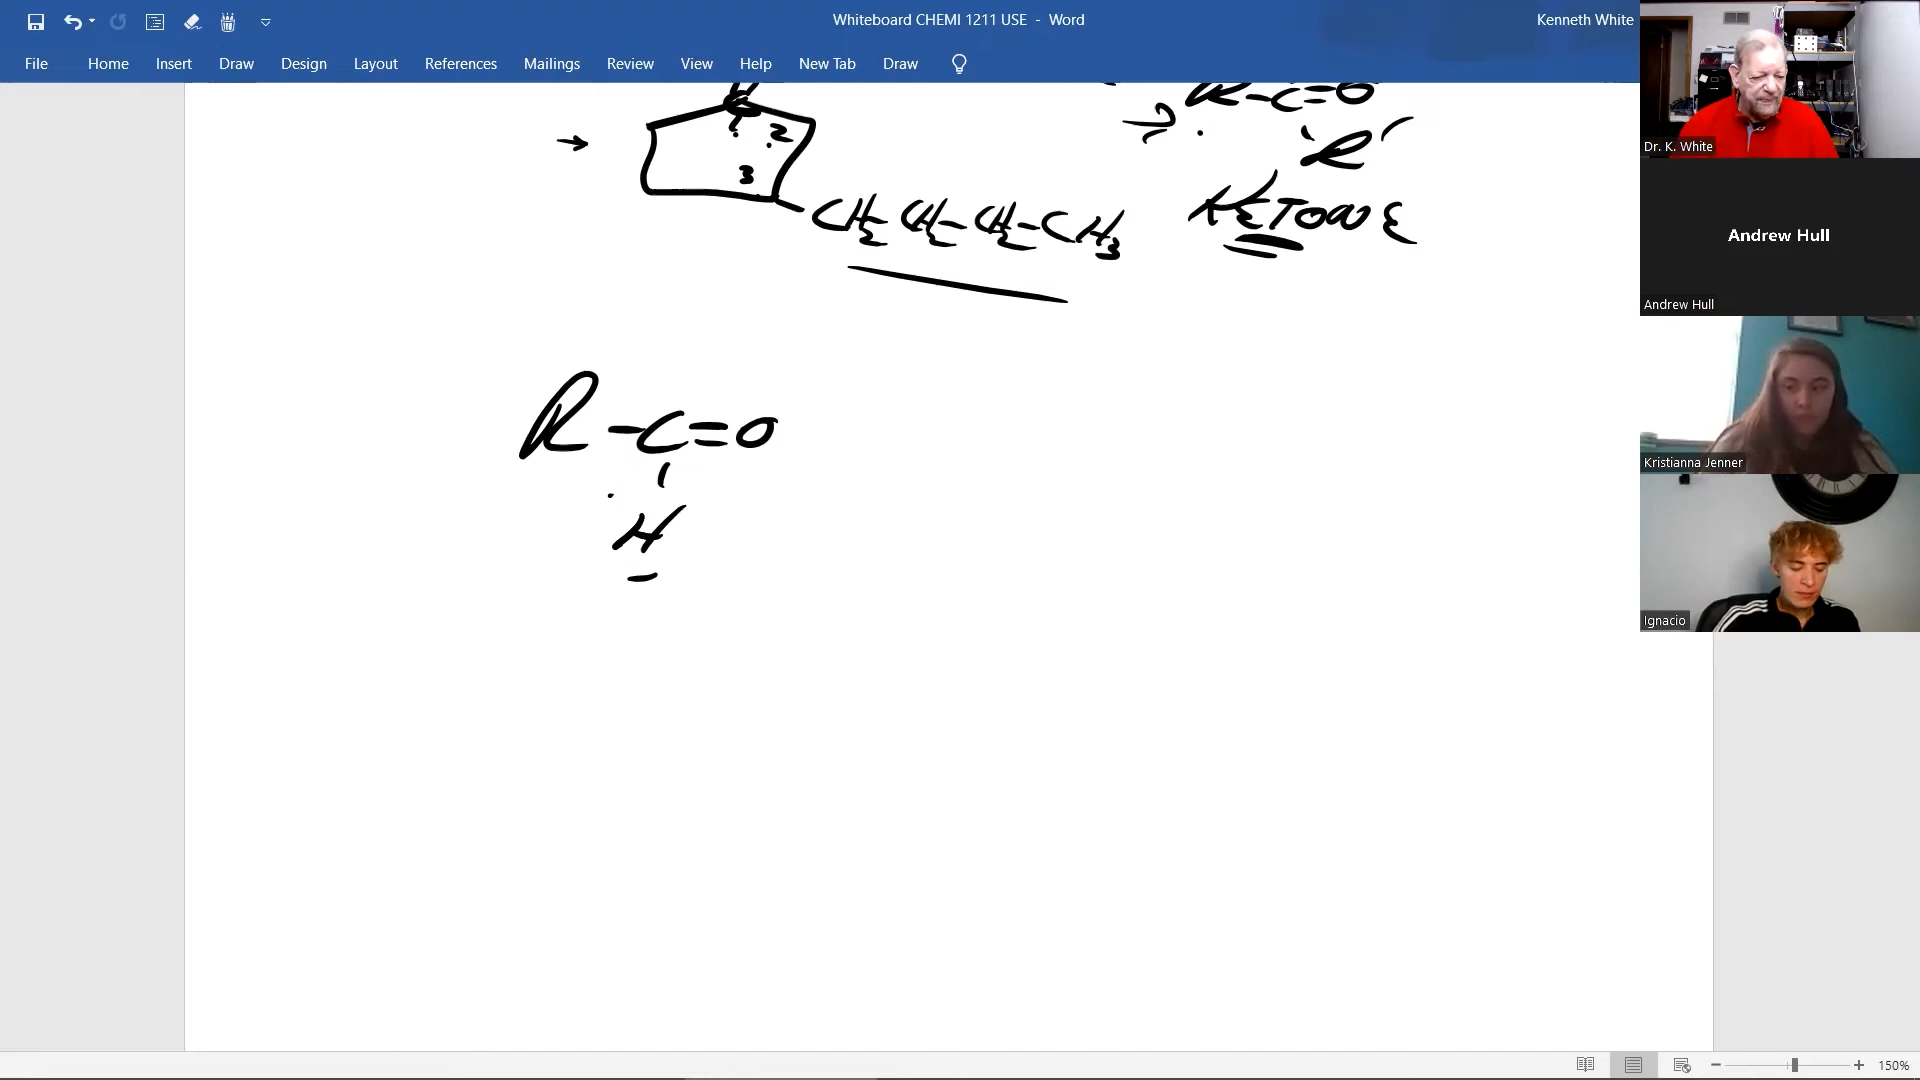 Whiteboard CHEMI 1211 USE - Word
Kenneth White
File Home Insert Draw Design Layout References Mailings Review View Help New Tab Draw
R-C=O
R'
1 2
3
CH2 CH2-CH2-CH3
KETONE
R-C=O
H
Dr. K. White
Andrew Hull
Andrew Hull
Kristianna Jenner
Ignacio
150%